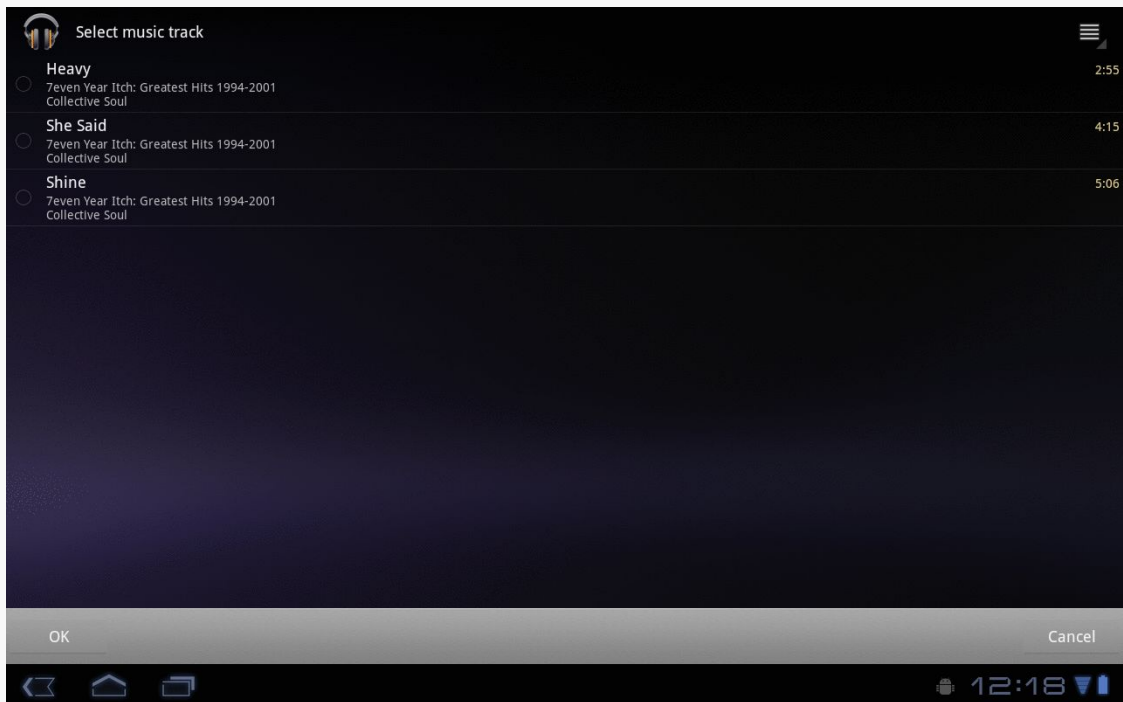 Select music track
Heavy
2:55
7even Year Itch: Greatest Hits 1994-2001
Collective Soul
She Said
4:15
7even Year Itch: Greatest Hits 1994-2001
Collective Soul
Shine
5:06
7even Year Itch: Greatest Hits 1994-2001
Collective Soul
OK
Cancel
12:18